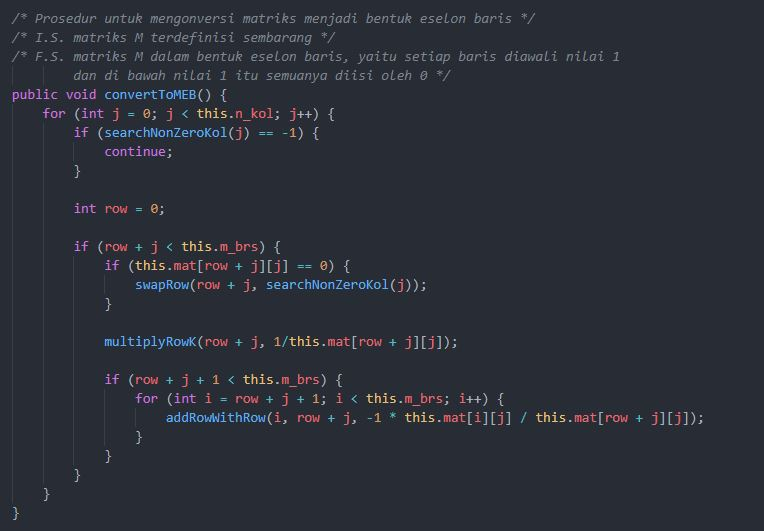 /* Prosedur untuk mengonversi matriks menjadi bentuk eselon baris */
/* I.S. matriks M terdefinisi sembarang */
/* F.S. matriks M dalam bentuk eselon baris, yaitu setiap baris diawali nilai 1
        dan di bawah nilai 1 itu semuanya diisi oleh 0 */
public void convertToMEB() {
    for (int j = 0; j < this.n_kol; j++) {
        if (searchNonZeroKol(j) == -1) {
            continue;
        }

        int row = 0;

        if (row + j < this.m_brs) {
            if (this.mat[row + j][j] == 0) {
                swapRow(row + j, searchNonZeroKol(j));
            }

            multiplyRowK(row + j, 1/this.mat[row + j][j]);

            if (row + j + 1 < this.m_brs) {
                for (int i = row + j + 1; i < this.m_brs; i++) {
                    addRowWithRow(i, row + j, -1 * this.mat[i][j] / this.mat[row + j][j]);
                }
            }
        }
    }
}